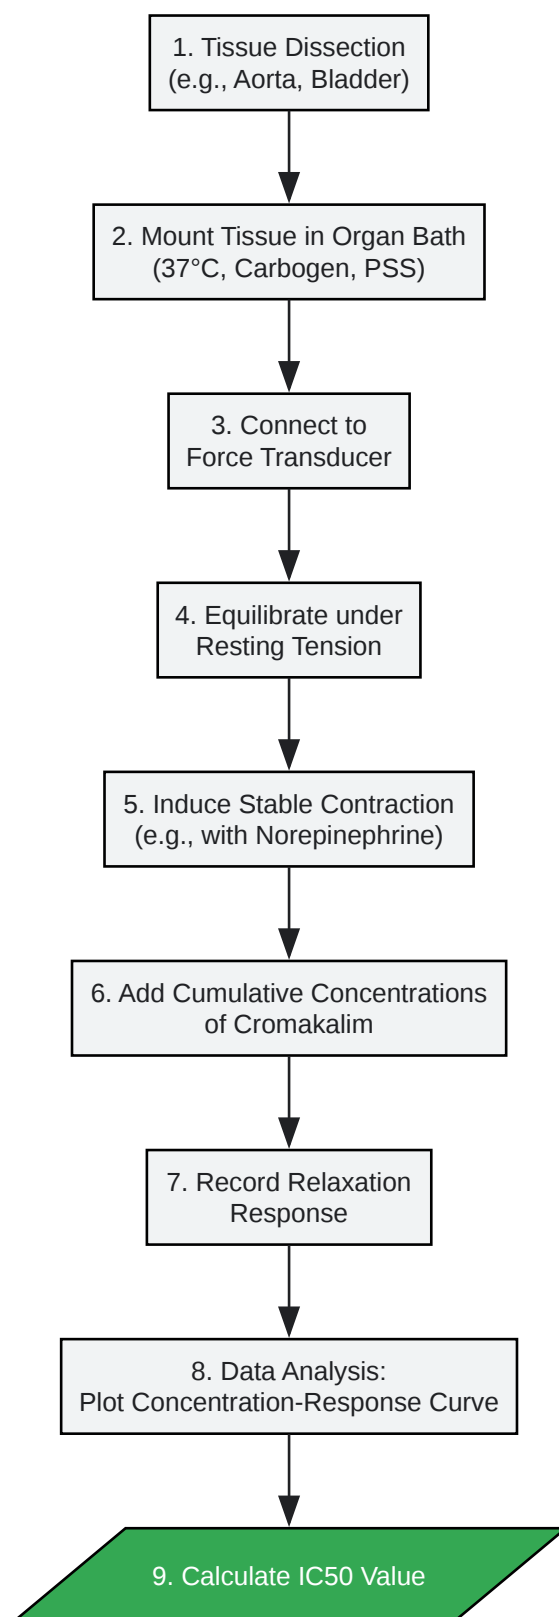 1. Tissue Dissection
(e.g., Aorta, Bladder)
2. Mount Tissue in Organ Bath
(37°C, Carbogen, PSS)
3. Connect to
Force Transducer
4. Equilibrate under
Resting Tension
5. Induce Stable Contraction
(e.g., with Norepinephrine)
6. Add Cumulative Concentrations
of Cromakalim
7. Record Relaxation
Response
8. Data Analysis:
Plot Concentration-Response Curve
9. Calculate IC50 Value